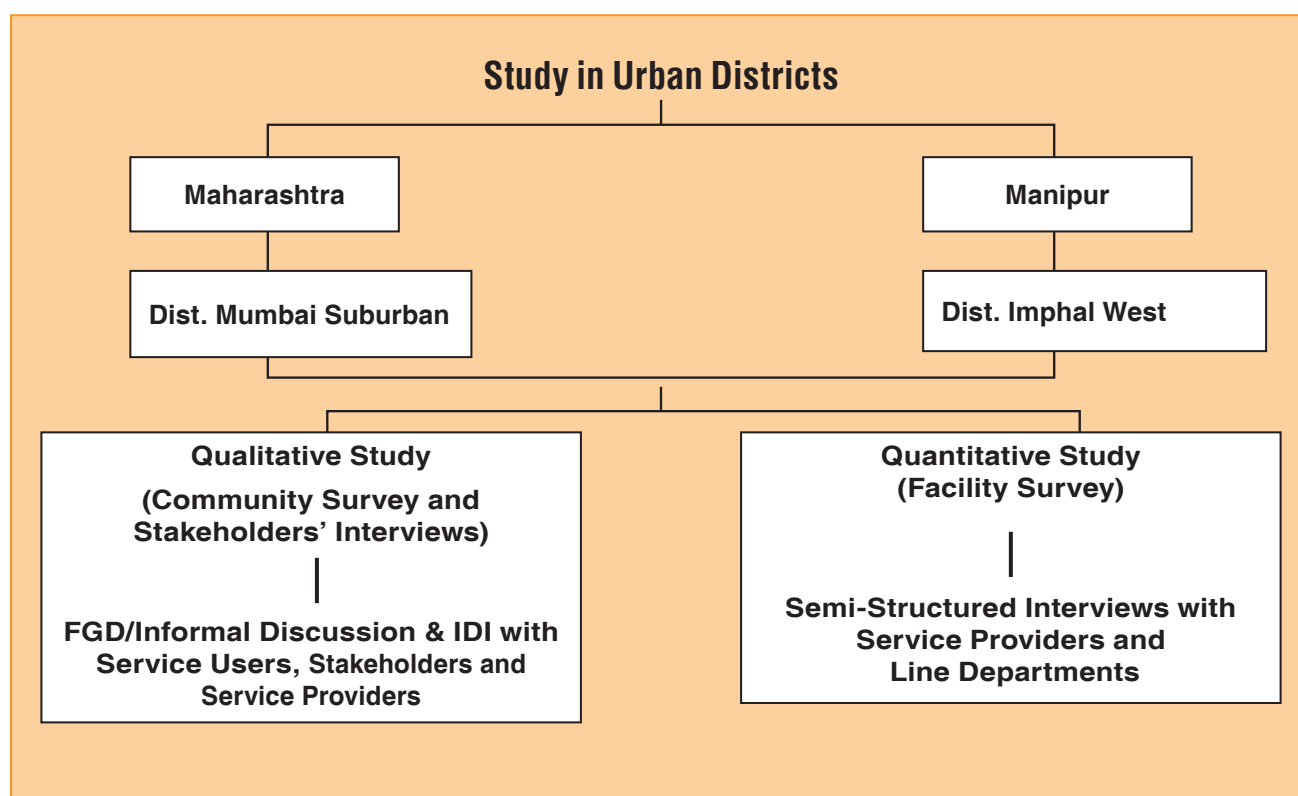 Study in Urban Districts
Maharashtra
Manipur
Dist. Mumbai Suburban
Dist. Imphal West
Qualitative Study
(Community Survey and
Stakeholders’ Interviews)
FGD/Informal Discussion & IDI with
Service Users, Stakeholders and
Service Providers
Quantitative Study
(Facility Survey)
Semi-Structured Interviews with
Service Providers and
Line Departments